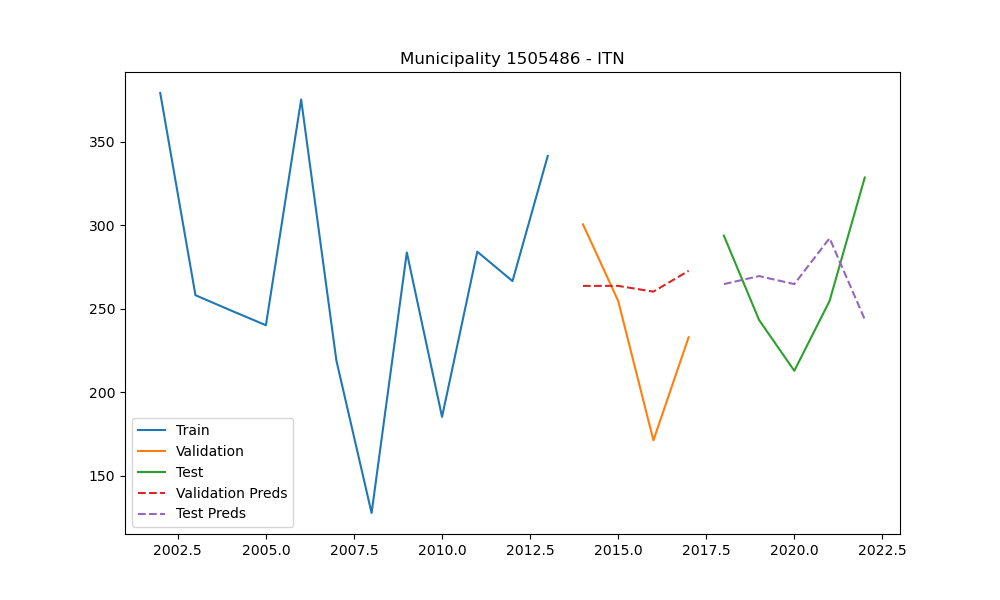 Municipality 1505486 - ITN
350
300
250
200
150
Train
Validation
Test
Validation Preds
Test Preds
2002.5 2005.0 2007.5 2010.0 2012.5 2015.0 2017.5 2020.0 2022.5